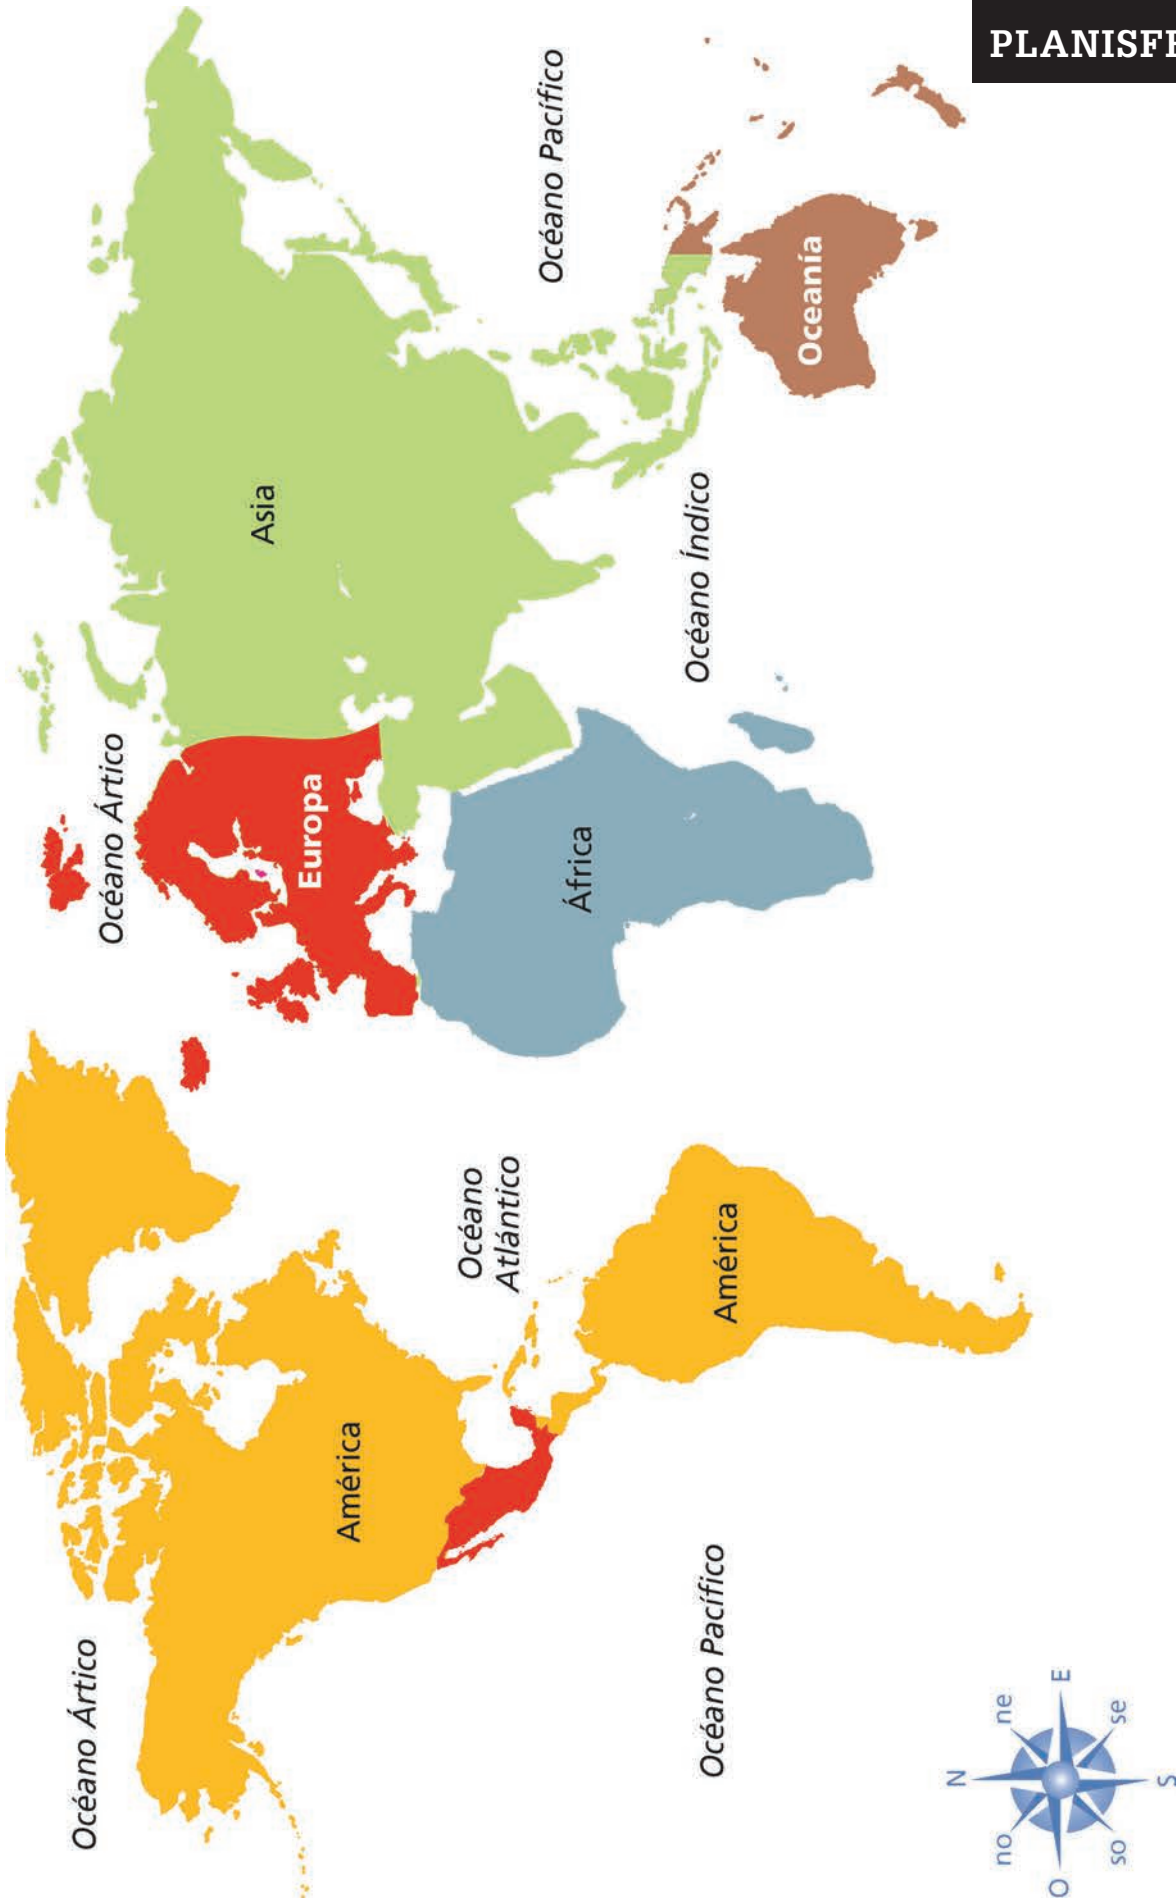 PLANISFE
Océano Ártico
Océano Ártico
América
Europa
Asia
Océano
Atlántico
Océano Pacífico
África
América
Océano Pacífico
Océano Índico
Oceanía
N
no
ne
O
E
so
se
S